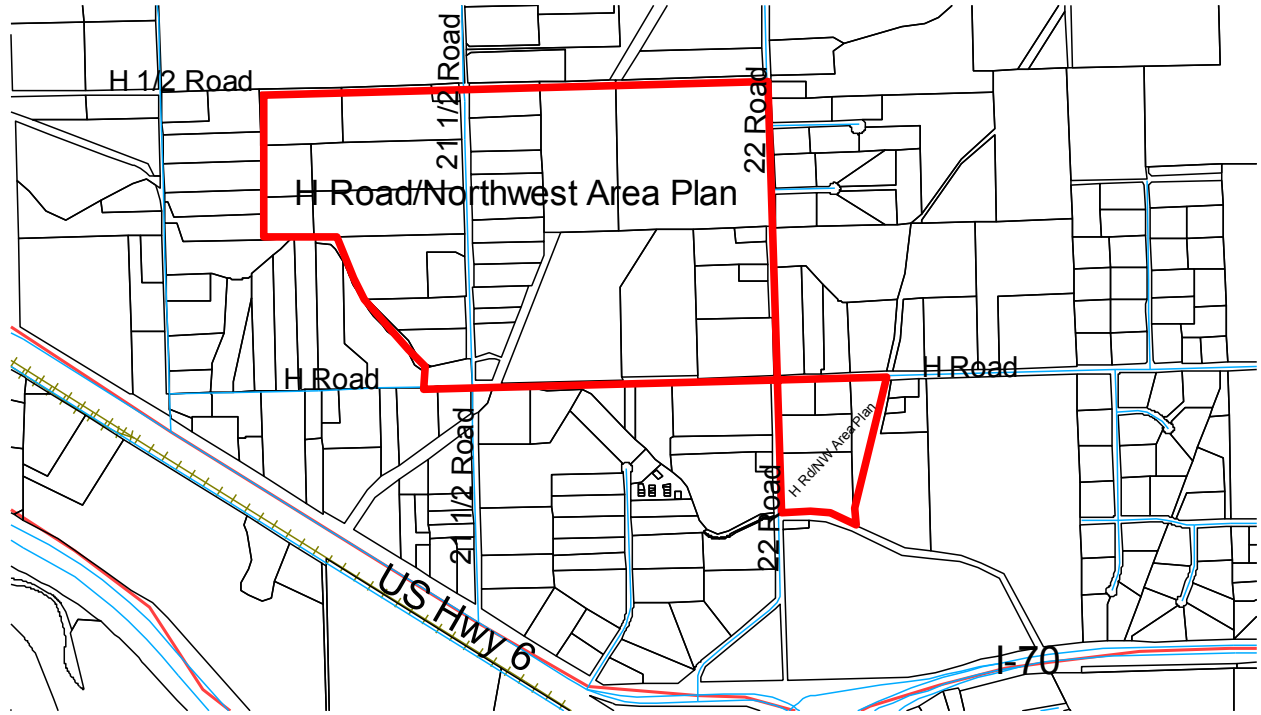 H 1/2 Road
21 1/2 Road
22 Road
H Road/Northwest Area Plan
H Road
H Road
H Rd/NW Area Plan
21 1/2 Road
22 Road
US Hwy 6
I-70